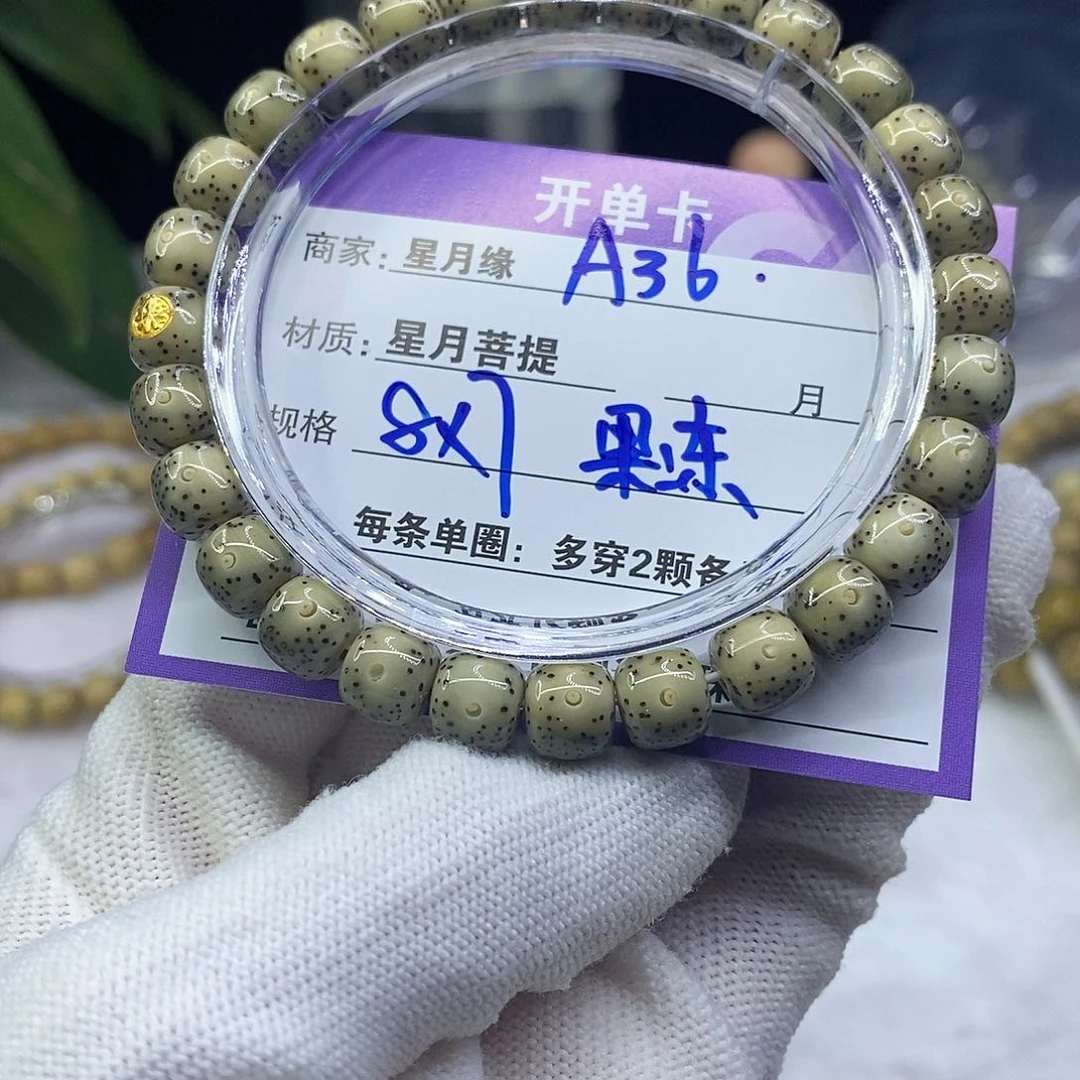 开单卡
商家：星月缘 A36.
材质：星月菩提
月
规格 8X7 果冻
每条单圈：多穿2颗备